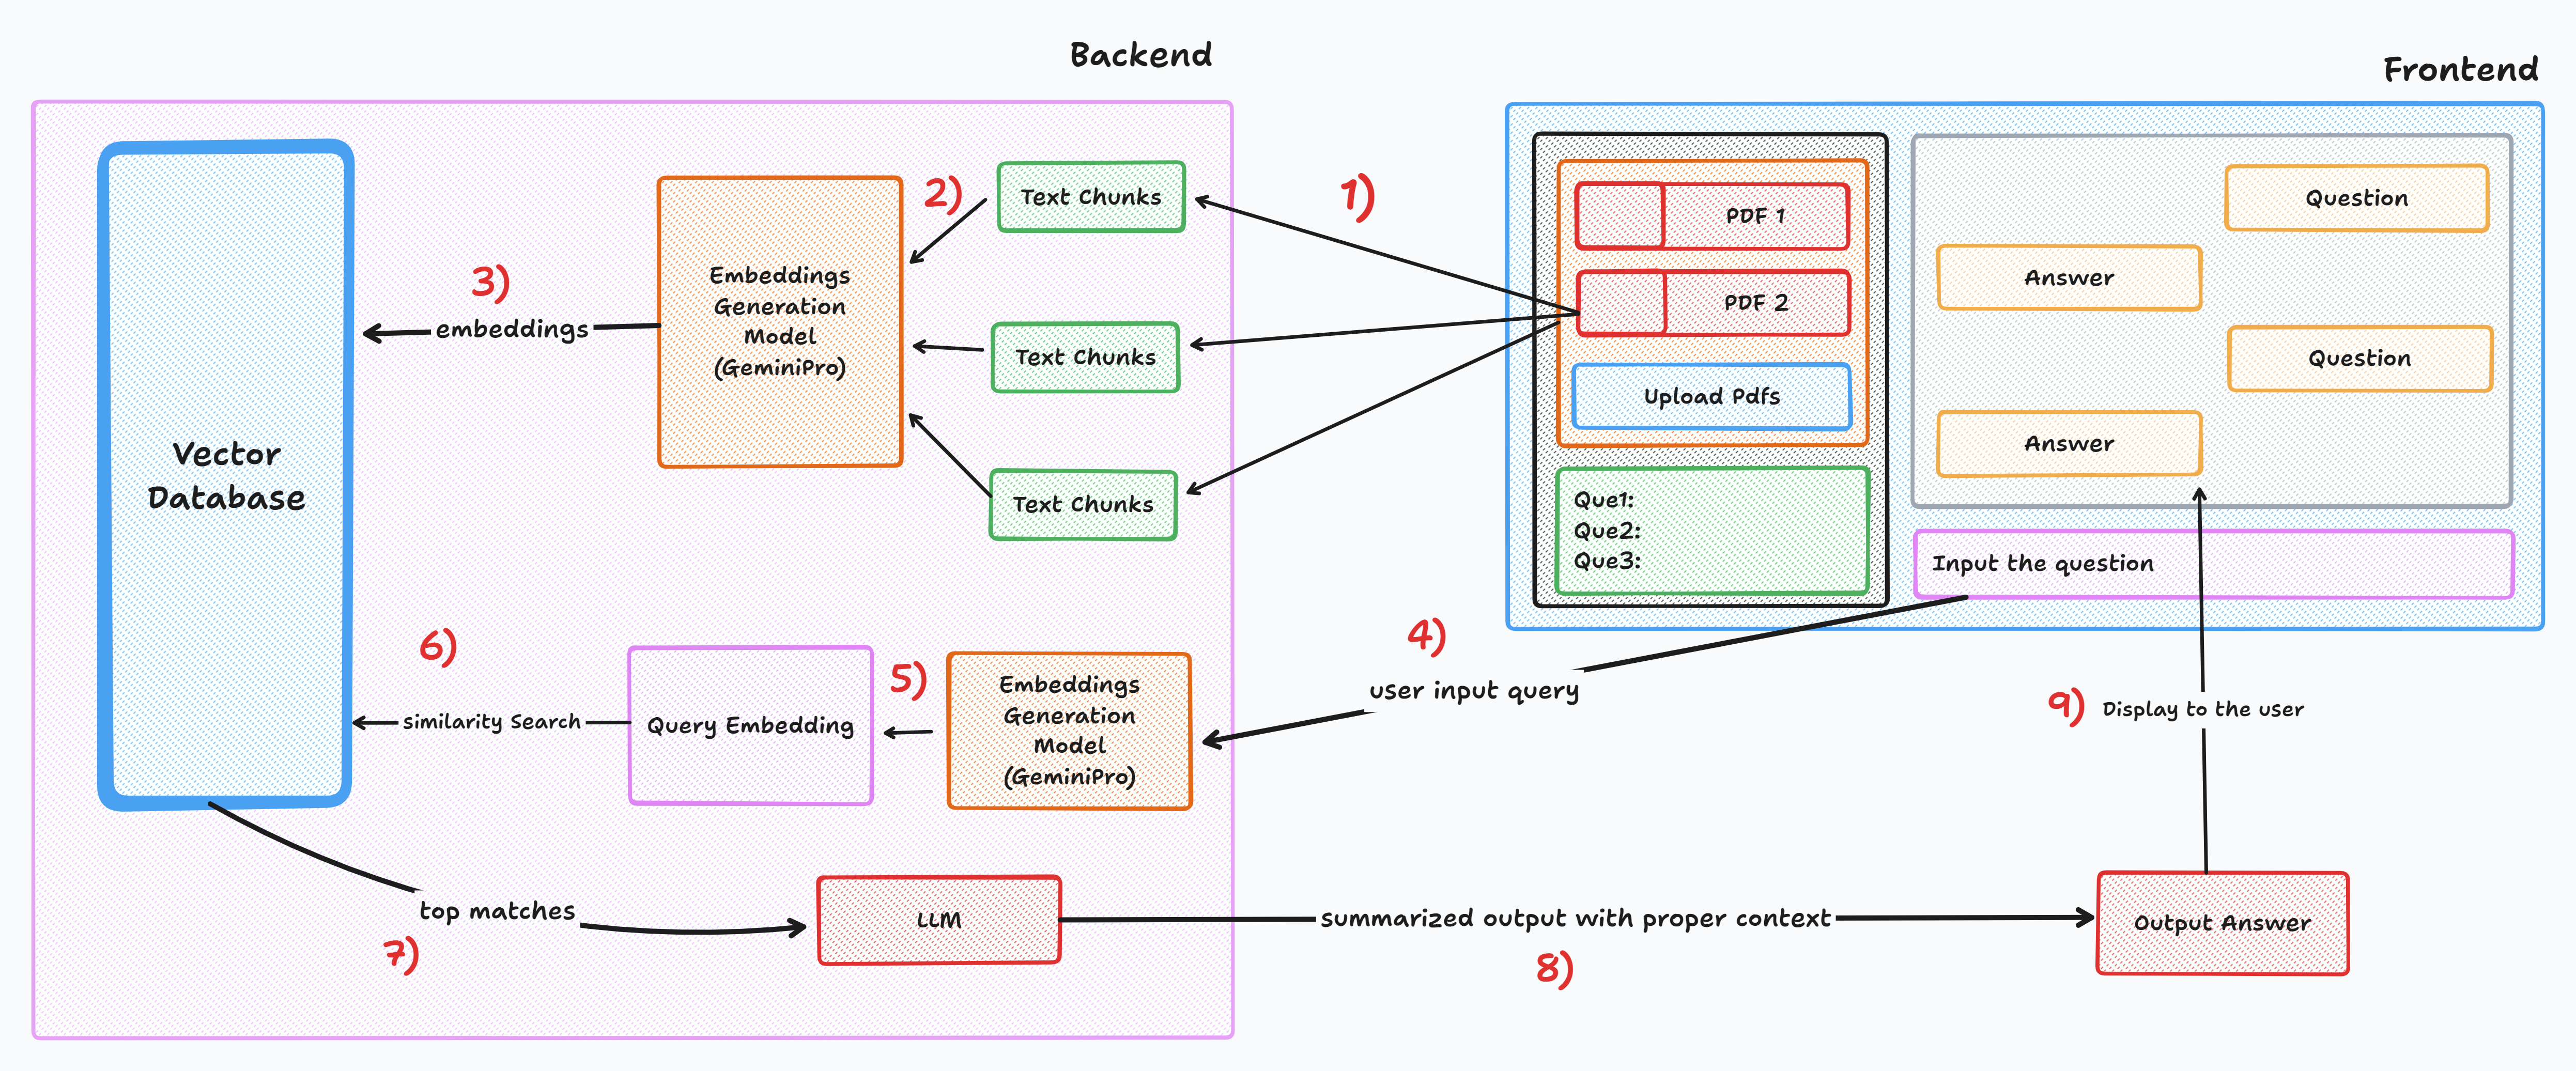 Backend
Frontend
2)
Text Chunks
1)
PDF 1
Question
3)
embeddings
Embeddings
Generation
Model
(GeminiPro)
Text Chunks
PDF 2
Answer
Question
Upload Pdfs
Answer
Vector
Database
Text Chunks
Que1:
Que2:
Que3:
Input the question
4)
user input query
6)
similarity Search
Query Embedding
5)
Embeddings
Generation
Model
(GeminiPro)
9)
Display to the user
top matches
7)
LLM
summarized output with proper context
8)
Output Answer